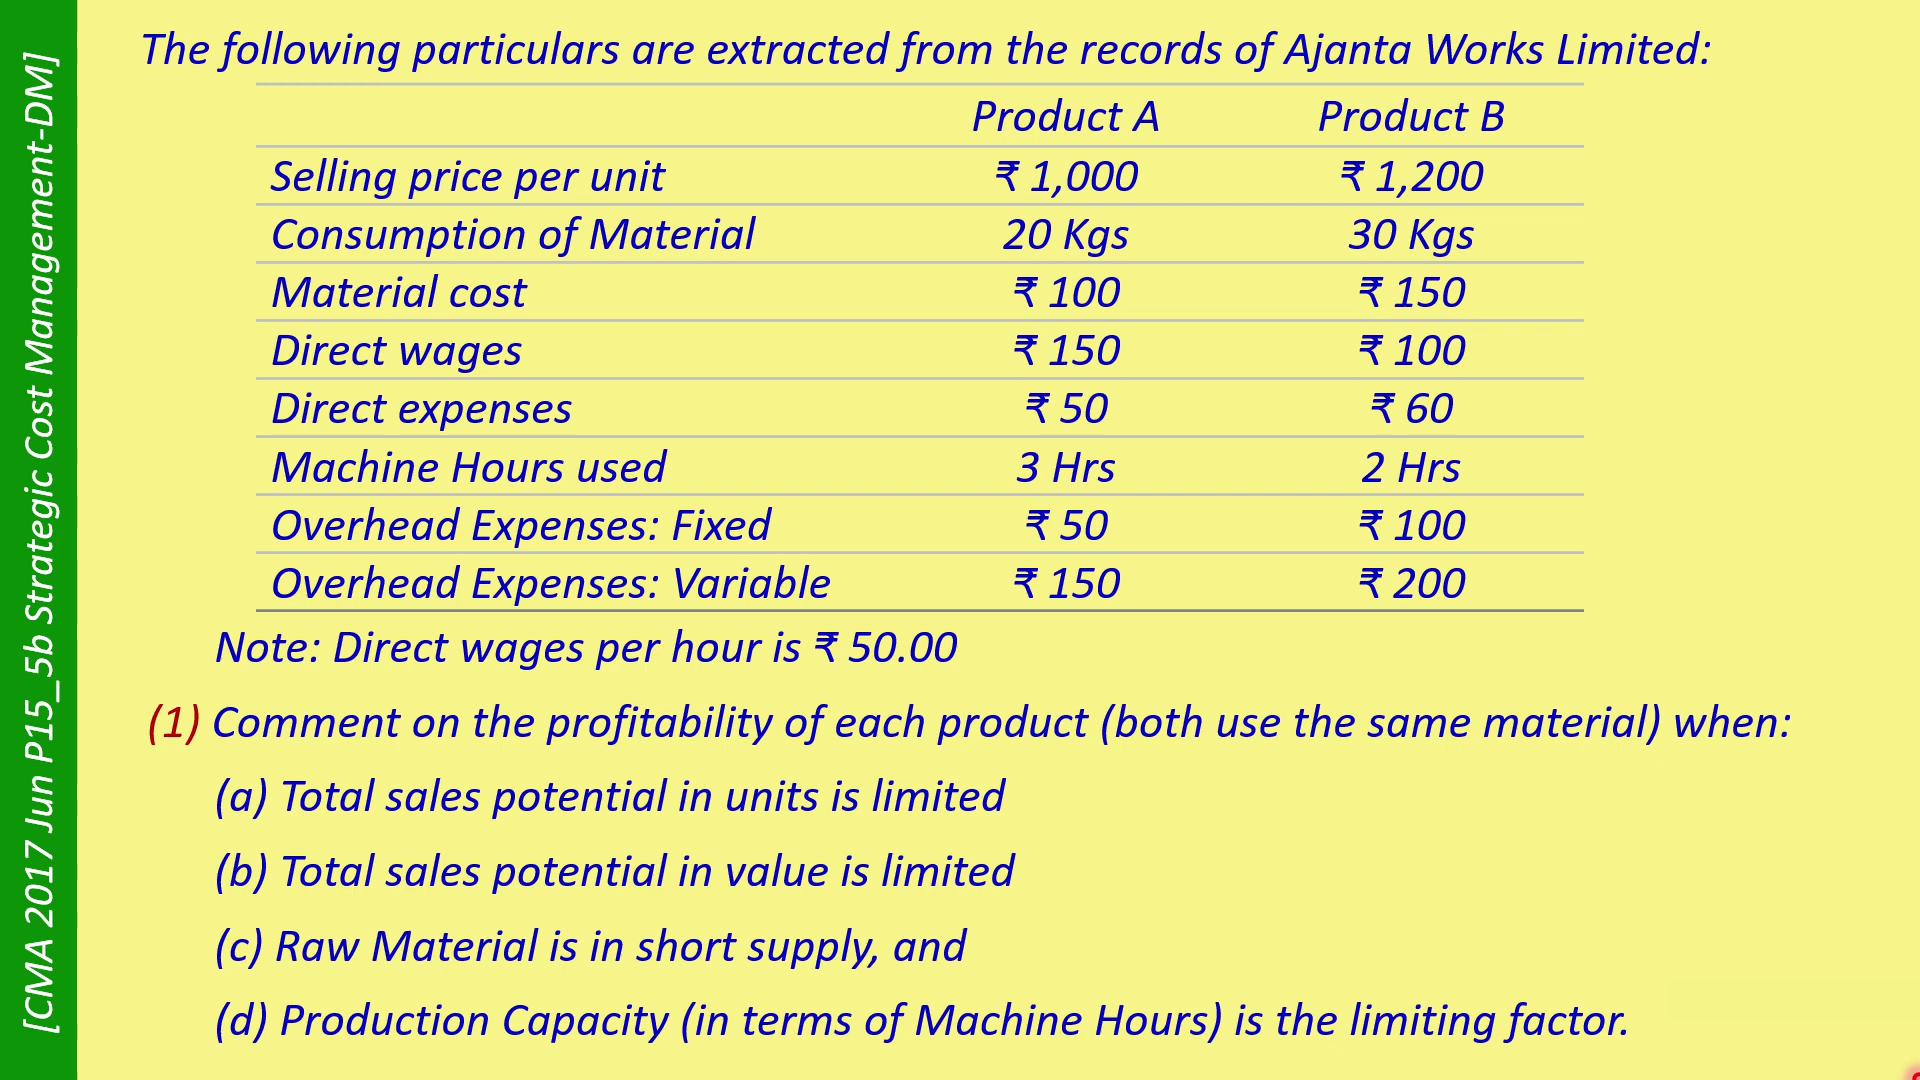 [CMA 2017 Jun P15_5b Strategic Cost Management-DM]
The following particulars are extracted from the records of Ajanta Works Limited:
Product A Product B
Selling price per unit ₹ 1,000 ₹ 1,200
Consumption of Material 20 Kgs 30 Kgs
Material cost ₹ 100 ₹ 150
Direct wages ₹ 150 ₹ 100
Direct expenses ₹ 50 ₹ 60
Machine Hours used 3 Hrs 2 Hrs
Overhead Expenses: Fixed ₹ 50 ₹ 100
Overhead Expenses: Variable ₹ 150 ₹ 200
Note: Direct wages per hour is ₹ 50.00
(1) Comment on the profitability of each product (both use the same material) when:
(a) Total sales potential in units is limited
(b) Total sales potential in value is limited
(c) Raw Material is in short supply, and
(d) Production Capacity (in terms of Machine Hours) is the limiting factor.